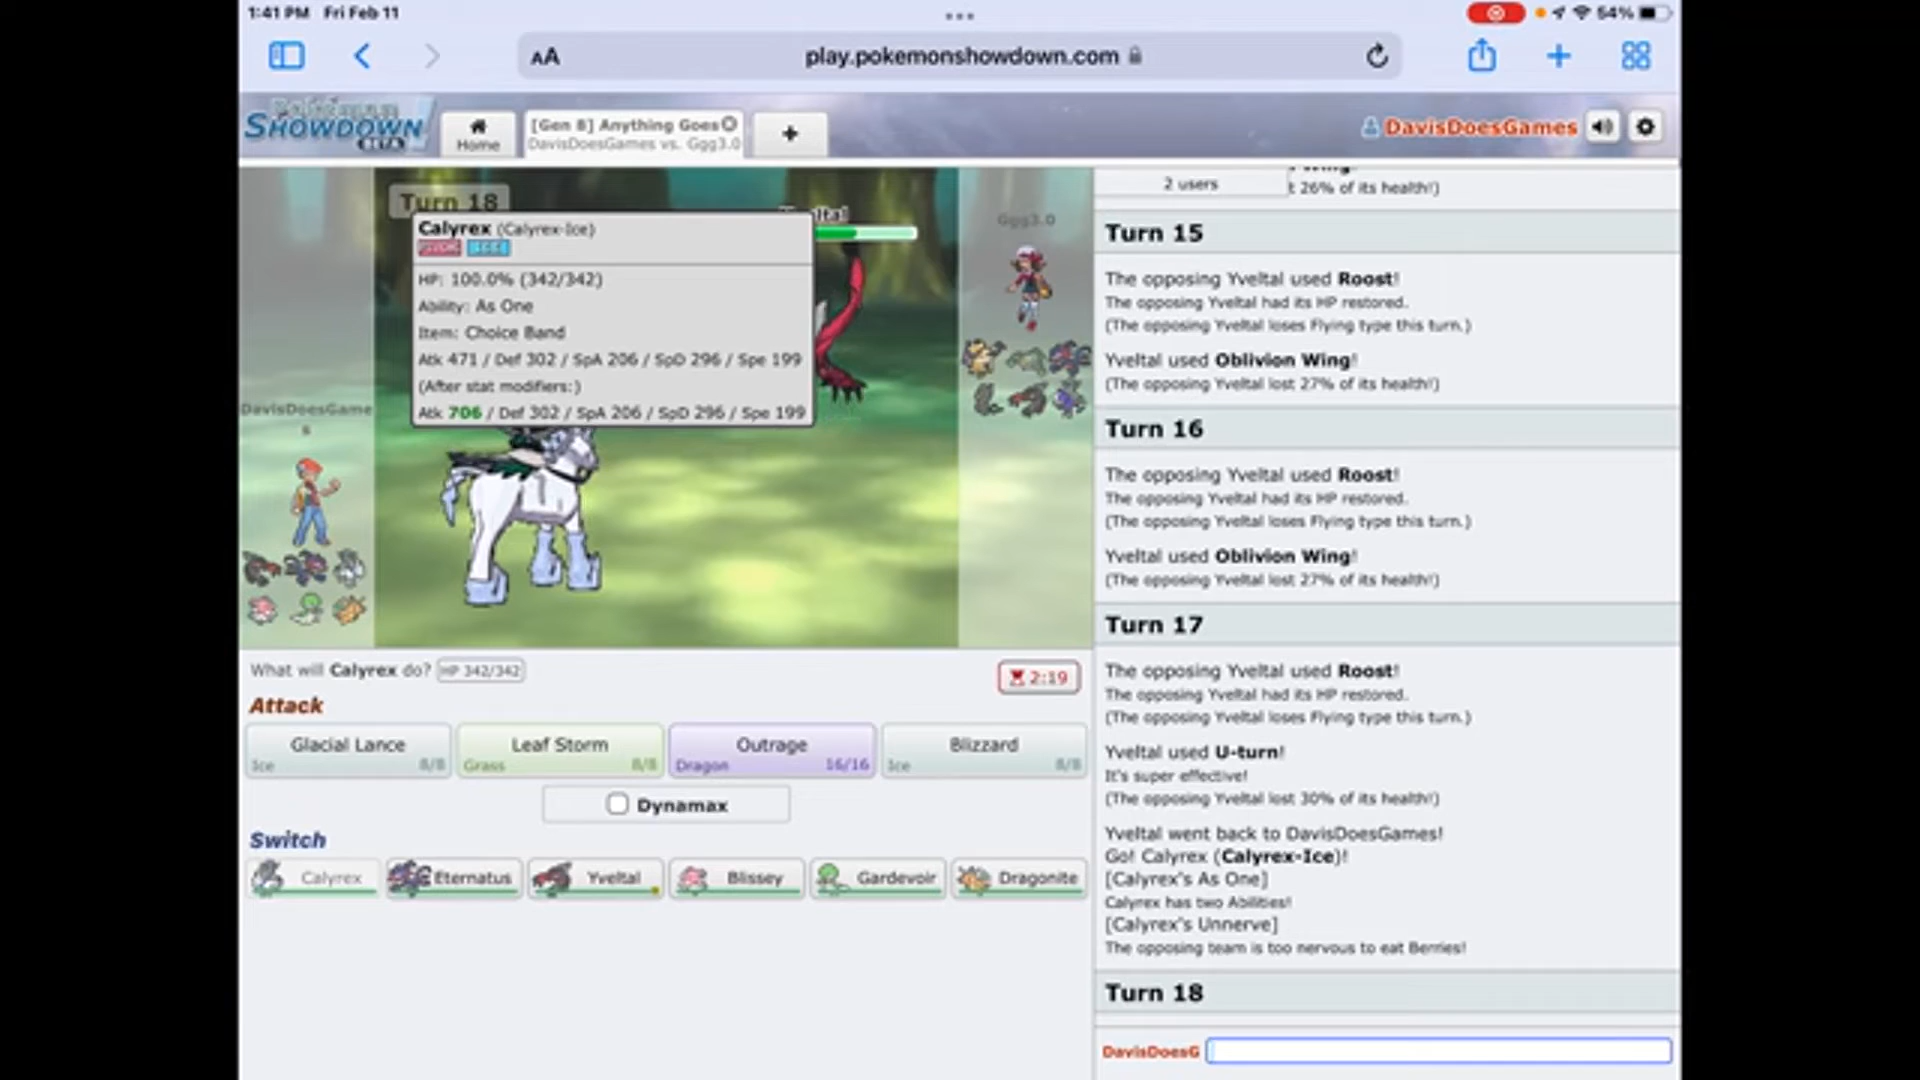 1:41 PM Fri Feb 11
54%
AA
play.pokemonshowdown.com
SHOWDOWN
BETA
Home
[Gen 8] Anything Goes
DavisDoesGames vs. Ggg3.0
DavisDoesGames
Turn 18
Calyrex (Calyrex-Ice)
HP: 100.0% (342/342)
Ability: As One
Item: Choice Band
Atk 471 / Def 302 / SpA 206 / SpD 296 / Spe 199
(After stat modifiers:)
Atk 706 / Def 302 / SpA 206 / SpD 296 / Spe 199
Ggg3.0
DavisDoesGame
s
What will Calyrex do? HP 342/342
2:19
Attack
Glacial Lance
Ice 8/8
Leaf Storm
Grass 8/8
Outrage
Dragon 16/16
Blizzard
Ice 8/8
Dynamax
Switch
Calyrex
Eternatus
Yveltal
Blissey
Gardevoir
Dragonite
2 users
t 26% of its health!)
Turn 15
The opposing Yveltal used Roost!
The opposing Yveltal had its HP restored.
(The opposing Yveltal loses Flying type this turn.)
Yveltal used Oblivion Wing!
(The opposing Yveltal lost 27% of its health!)
Turn 16
The opposing Yveltal used Roost!
The opposing Yveltal had its HP restored.
(The opposing Yveltal loses Flying type this turn.)
Yveltal used Oblivion Wing!
(The opposing Yveltal lost 27% of its health!)
Turn 17
The opposing Yveltal used Roost!
The opposing Yveltal had its HP restored.
(The opposing Yveltal loses Flying type this turn.)
Yveltal used U-turn!
It's super effective!
(The opposing Yveltal lost 30% of its health!)
Yveltal went back to DavisDoesGames!
Go! Calyrex (Calyrex-Ice)!
[Calyrex's As One]
Calyrex has two Abilities!
[Calyrex's Unnerve]
The opposing team is too nervous to eat Berries!
Turn 18
DavisDoesG